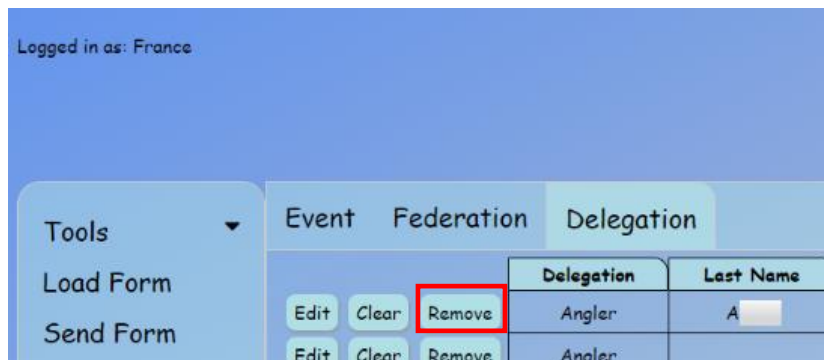 Logged in as: France
Event Federation Delegation
Tools
Load Form
Send Form
Delegation Last Name
Edit Clear Remove Angler A
Edit Clear Remove Angler